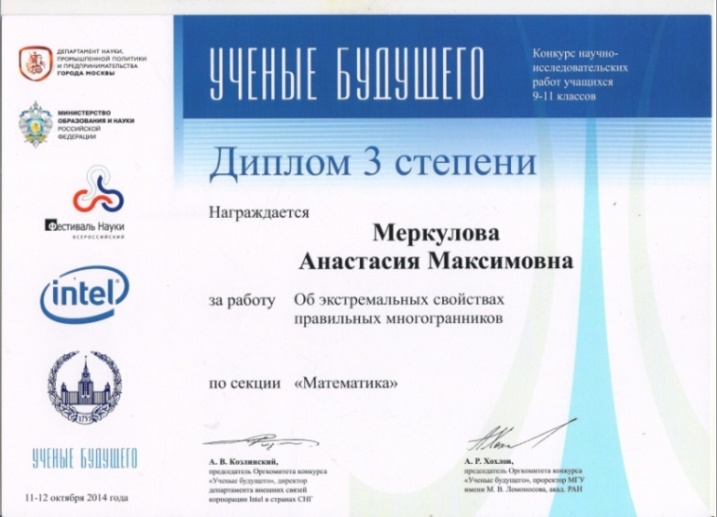 ДЕПАРТАМЕНТ НАУКИ,
ПРОМЫШЛЕННОЙ ПОЛИТИКИ
И ПРЕДПРИНИМАТЕЛЬСТВА
ГОРОДА МОСКВЫ
МИНИСТЕРСТВО
ОБРАЗОВАНИЯ И НАУКИ
РОССИЙСКОЙ
ФЕДЕРАЦИИ
Фестиваль Науки
ВСЕРОССИЙСКИЙ
intel
1755
УЧЕНЫЕ БУДУЩЕГО
11-12 октября 2014 года
УЧЕНЫЕ БУДУЩЕГО
Конкурс научно-
исследовательских
работ учащихся
9-11 классов
Диплом 3 степени
Награждается
Меркулова
Анастасия Максимовна
за работу Об экстремальных свойствах
правильных многогранников
по секции «Математика»
А. В. Козлинский,
председатель Оргкомитета конкурса
«Ученые будущего», директор
департамента внешних связей
корпорации Intel в странах СНГ
А. Р. Хохлов,
председатель Оргкомитета конкурса
«Ученые будущего», проректор МГУ
имени М. В. Ломоносова, акад. РАН